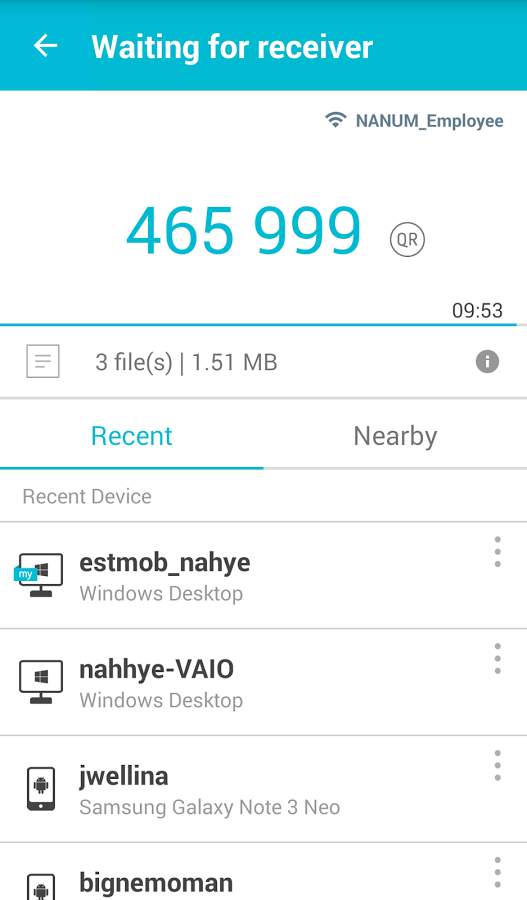 Waiting for receiver
NANUM_Employee
465 999
QR
09:53
3 file(s) | 1.51 MB
Recent
Nearby
Recent Device
my
estmob_nahye
Windows Desktop
nahhye-VAIO
Windows Desktop
jwellina
Samsung Galaxy Note 3 Neo
bignemoman